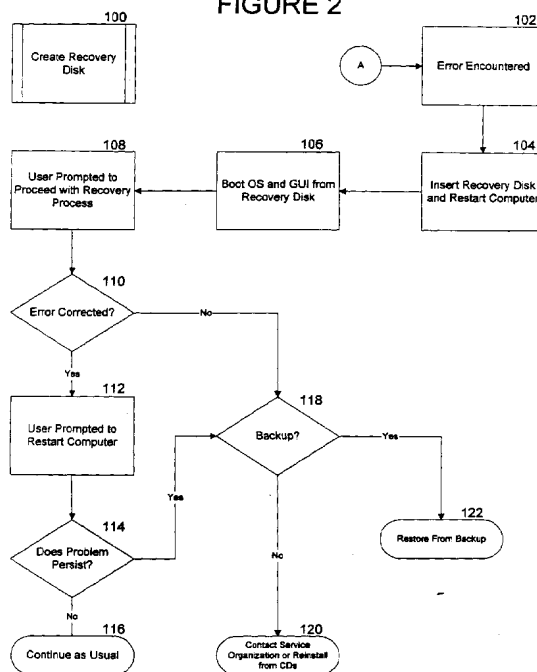 FIGURE 2
100
Create Recovery
Disk
A
102
Error Encountered
108
User Prompted to
Proceed with Recovery
Process
106
Boot OS and GUI from
Recovery Disk
104
Insert Recovery Disk
and Restart Computer
110
Error Corrected?
No
Yes
112
User Prompted to
Restart Computer
118
Backup?
Yes
Yes
114
Does Problem
Persist?
122
Restore From Backup
No
No
116
Continue as Usual
120
Contact Service
Organization or Reinstall
from CDs